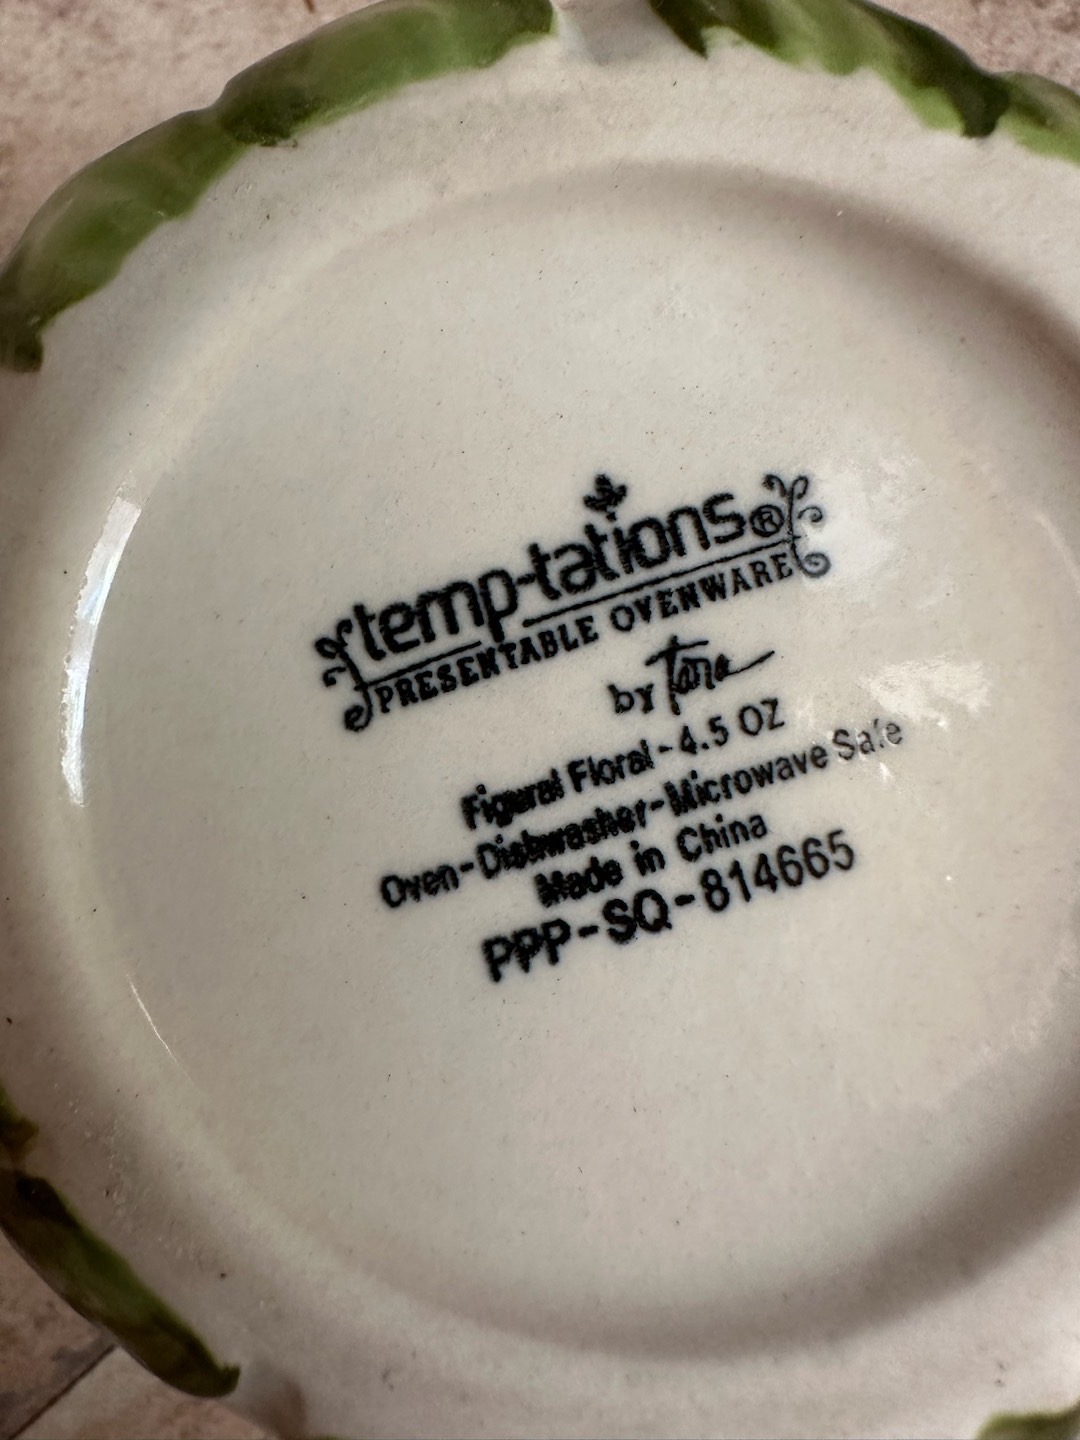 temp-tations®
PRESENTABLE OVENWARE
by Tara
Figural Floral - 4.5 OZ
Oven-Dishwasher-Microwave Safe
Made in China
PPP-SQ-814665